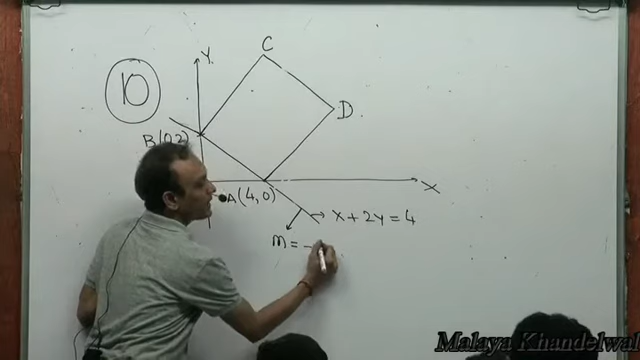 10
Y
C
D
B(0,2)
X
A(4,0)
x+2y=4
m=-
Malaya Khandelwal